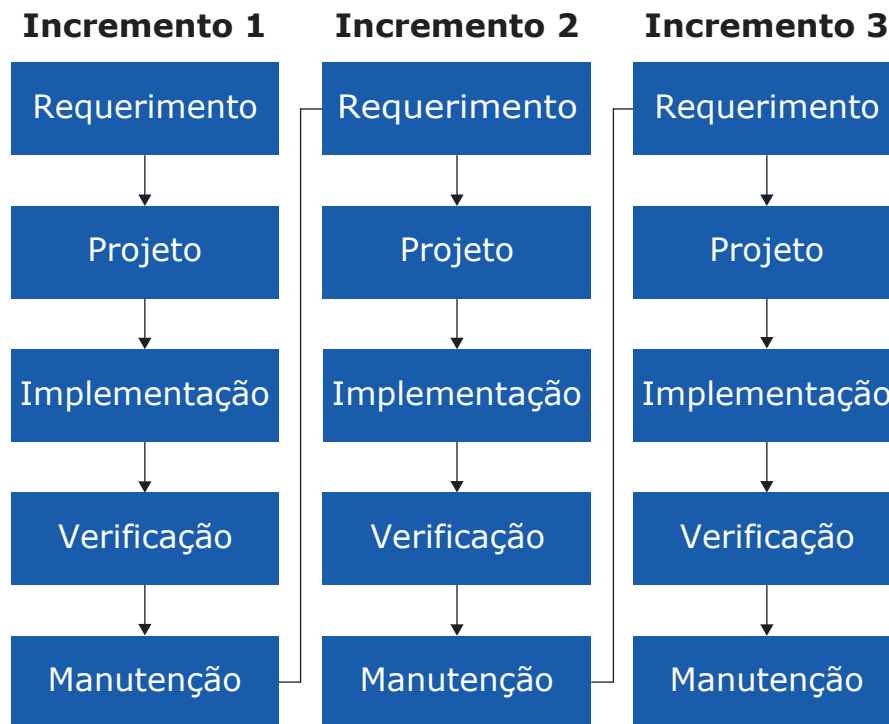 Incremento 1
Requerimento
Projeto
Implementação
Verificação
Manutenção
Incremento 2
Requerimento
Projeto
Implementação
Verificação
Manutenção
Incremento 3
Requerimento
Projeto
Implementação
Verificação
Manutenção